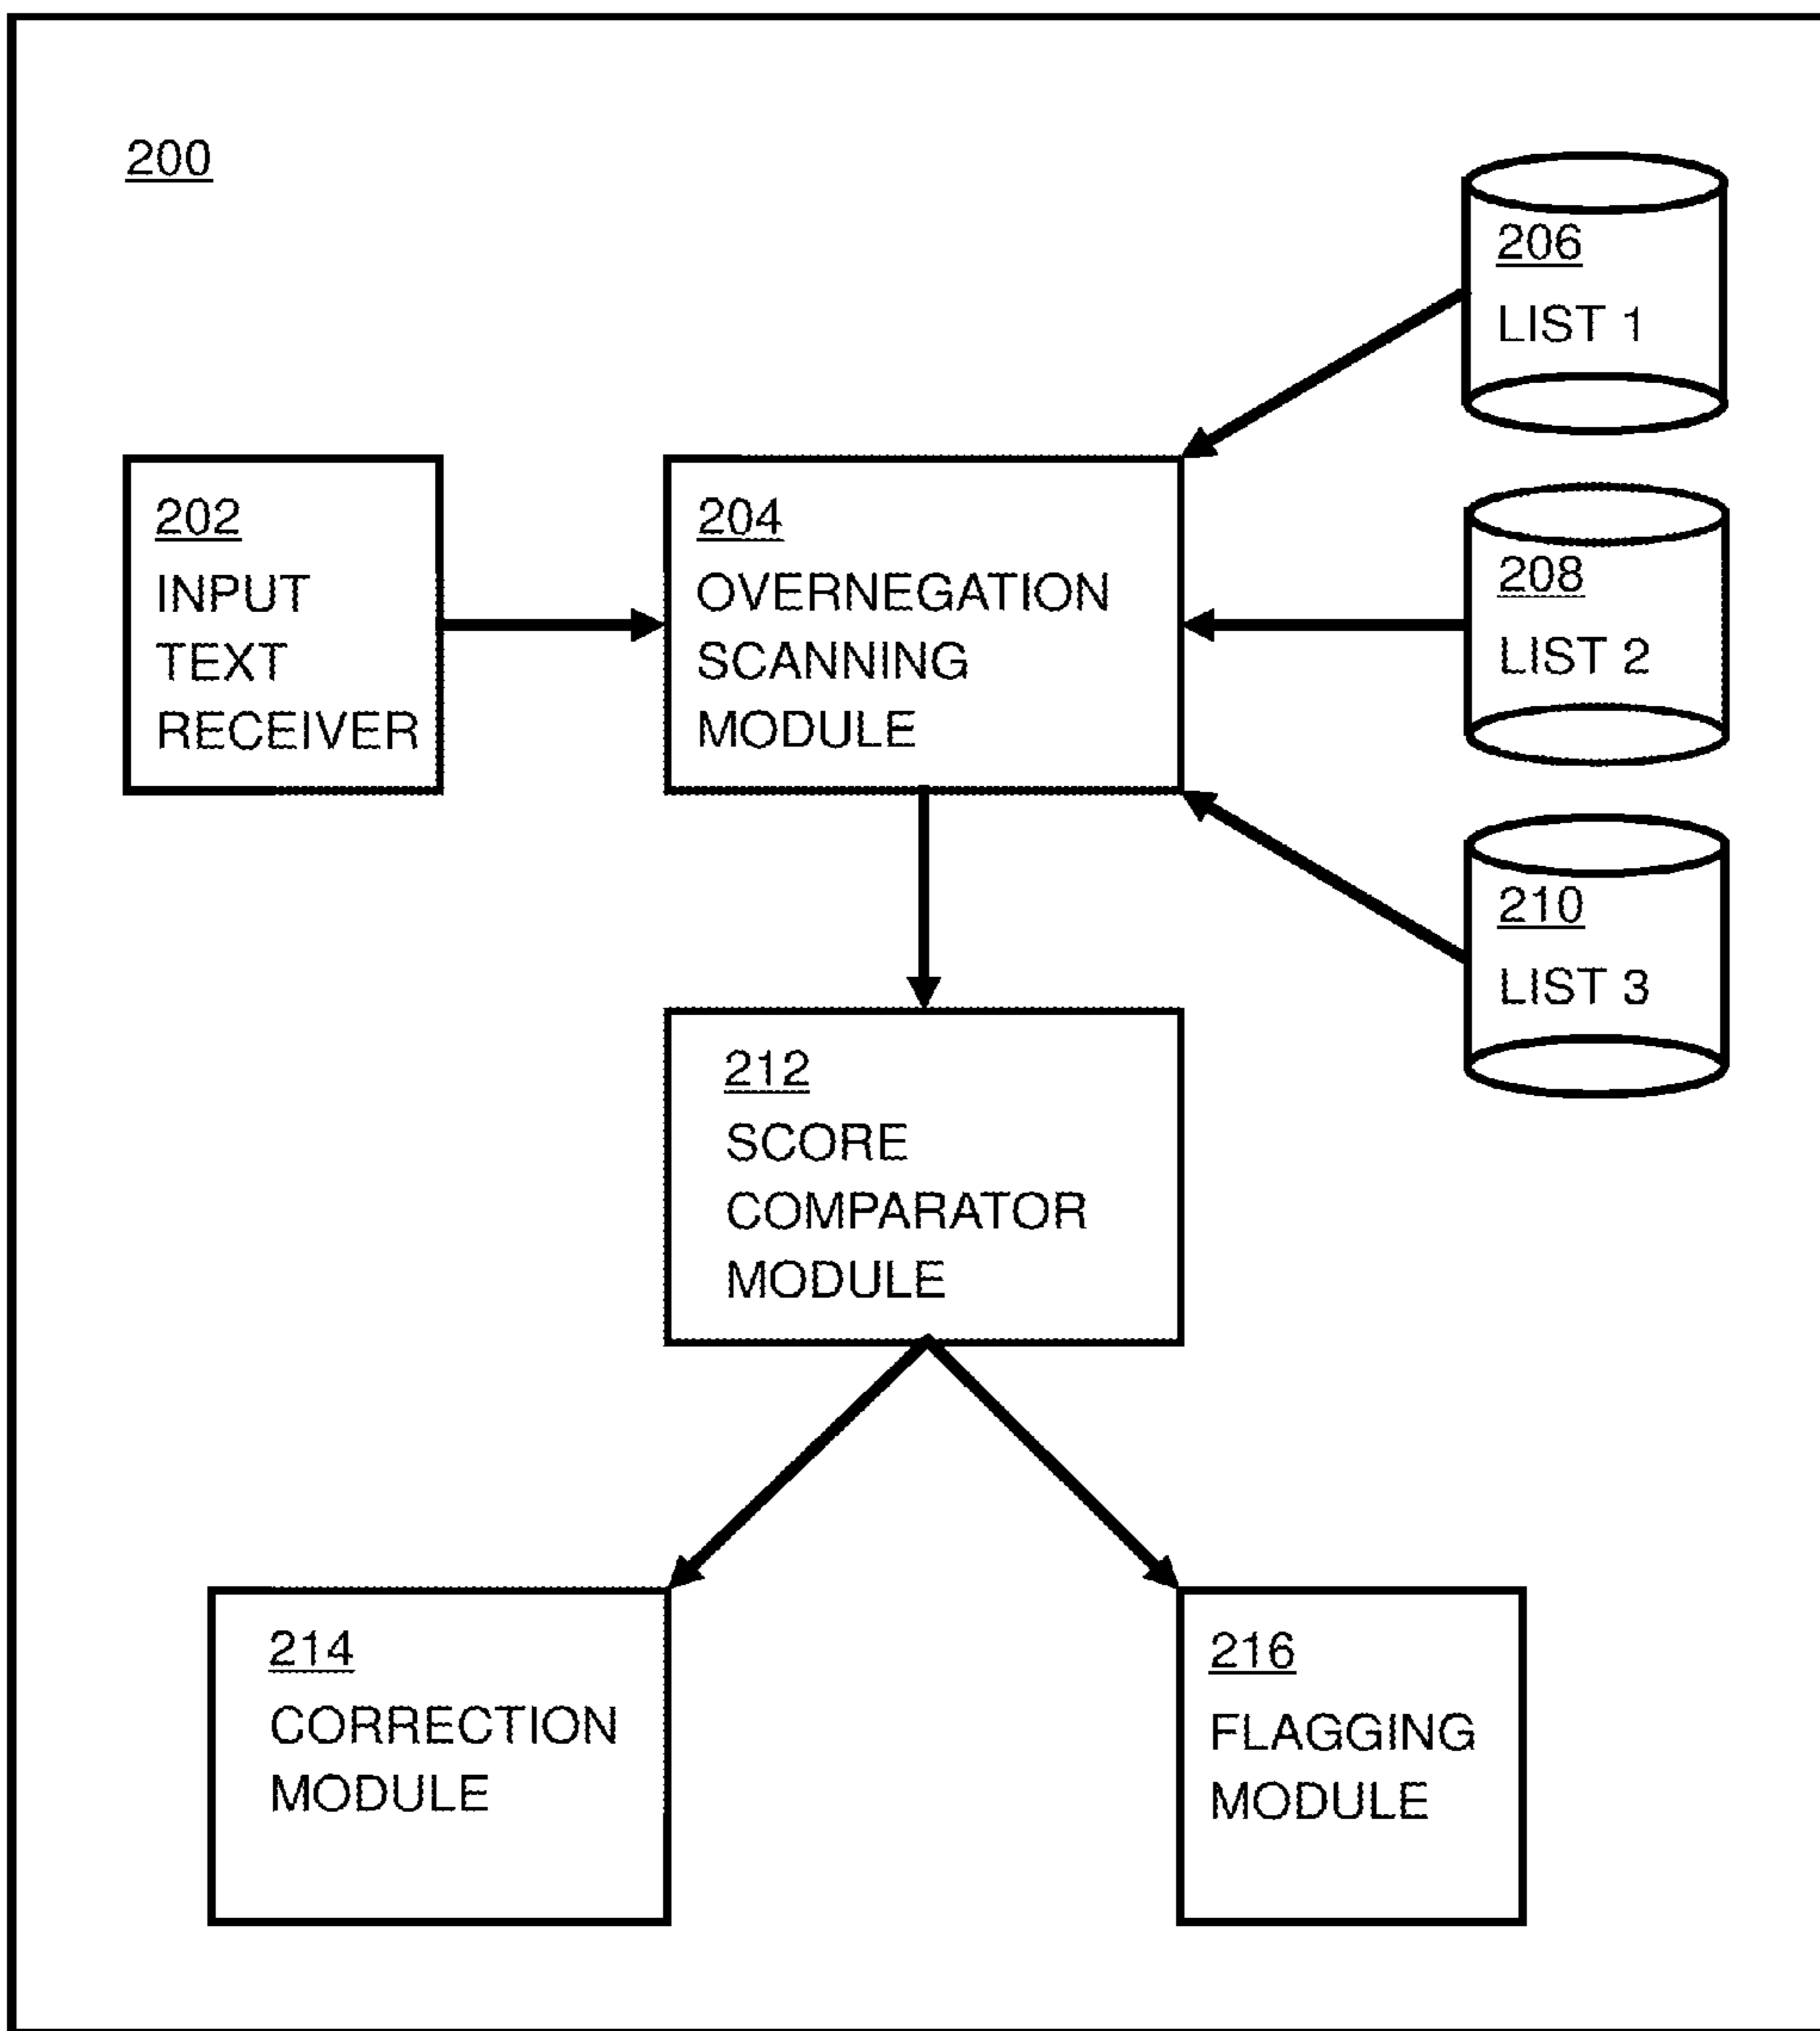 200
206
LIST 1
202
INPUT
TEXT
RECEIVER
204
OVERNEGATION
SCANNING
MODULE
208
LIST 2
210
LIST 3
212
SCORE
COMPARATOR
MODULE
214
CORRECTION
MODULE
216
FLAGGING
MODULE